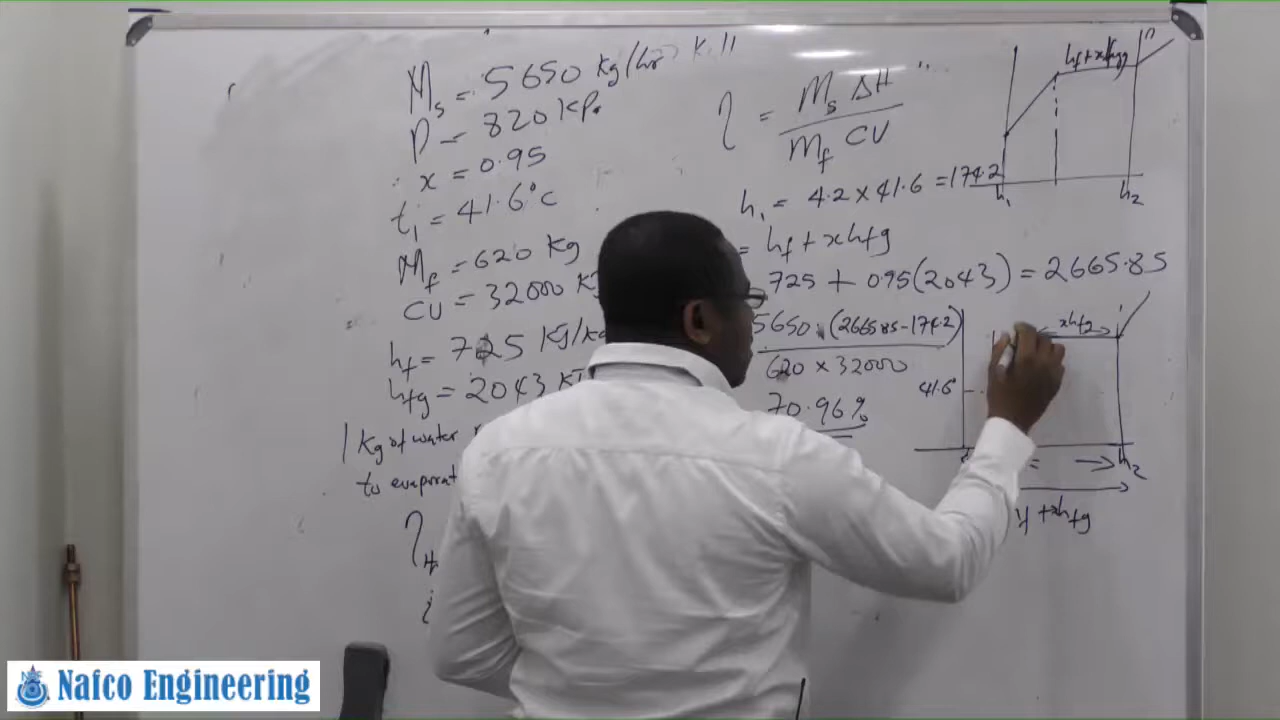 Ms = 5650 kg/hr
P = 820 kPa
x = 0.95
ti = 41.6°c
Mf = 620 kg
CV = 32000 K
hf = 725 KJ/kg
hfg = 2043 KJ
1 kg of water
to evaporat
η
η = Ms ΔH "
Mf CV
h1 = 4.2 x 41.6 = 174.2
= hf + xhfg
725 + 0.95(2043) = 2665.85
5650 . (2665.85 - 174.2)
620 x 32000
70.96%
hf + xhfg
h1
h2
xhfg
41.6°
=
h2
f + xhfg
Nafco Engineering